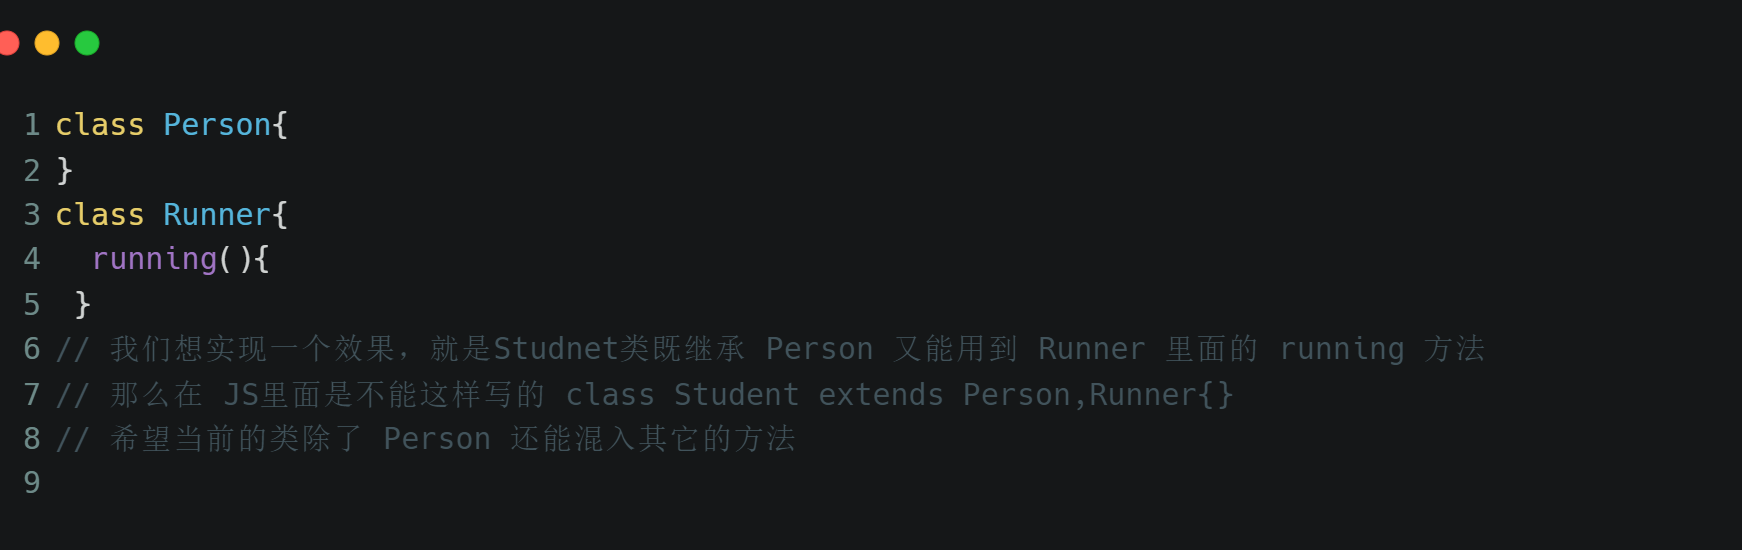 1 class Person{
2 }
3 class Runner{
4   running(){
5  }
6 // 我们想实现一个效果，就是Studnet类既继承 Person 又能用到 Runner 里面的 running 方法
7 // 那么在 JS里面是不能这样写的 class Student extends Person,Runner{}
8 // 希望当前的类除了 Person 还能混入其它的方法
9